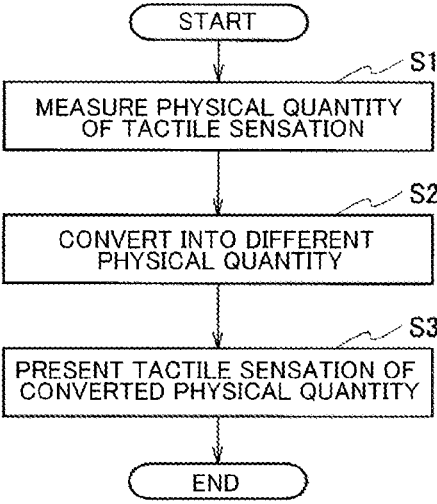 START
S1
MEASURE PHYSICAL QUANTITY
OF TACTILE SENSATION
S2
CONVERT INTO DIFFERENT
PHYSICAL QUANTITY
S3
PRESENT TACTILE SENSATION OF
CONVERTED PHYSICAL QUANTITY
END